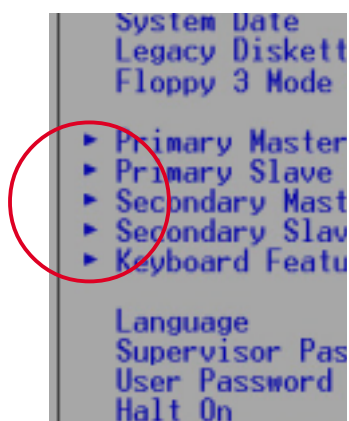 System Date
Legacy Diskett
Floppy 3 Mode
Primary Master
Primary Slave
Secondary Mast
Secondary Slav
Keyboard Featu
Language
Supervisor Pas
User Password
Halt On